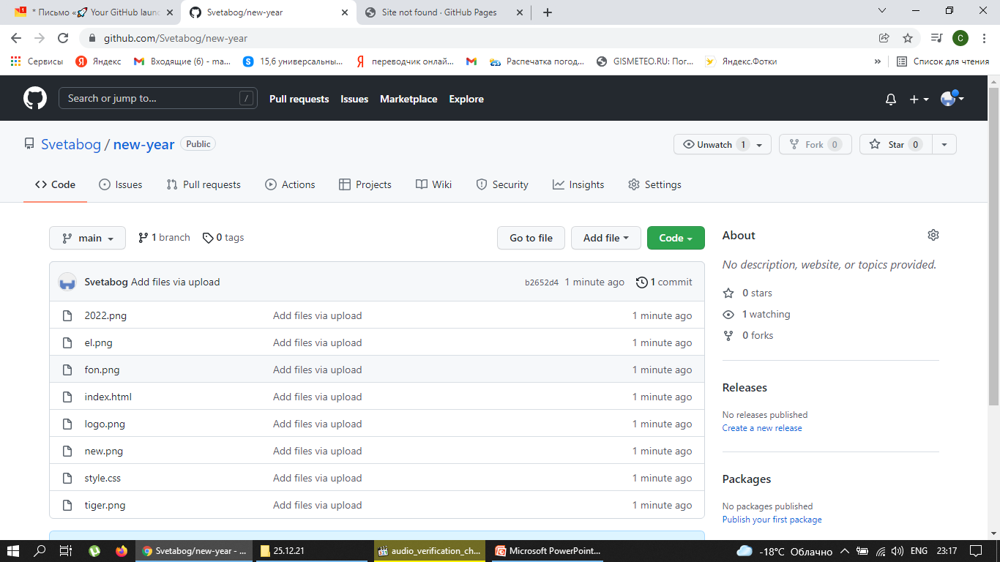 * Письмо «🚀 Your GitHub laun
Svetabog/new-year
Site not found · GitHub Pages
github.com/Svetabog/new-year
C
Сервисы
Яндекс
Входящие (6) - ma...
15,6 универсальны...
переводчик онлай...
Распечатка погод...
GISMETEO.RU: Пог...
Яндекс.Фотки
»
Список для чтения
Search or jump to...
/
Pull requests
Issues
Marketplace
Explore
Svetabog / new-year
Public
Unwatch 1
Fork 0
Star 0
Code
Issues
Pull requests
Actions
Projects
Wiki
Security
Insights
Settings
main
1 branch
0 tags
Go to file
Add file
Code
About
No description, website, or topics provided.
Svetabog Add files via upload
b2652d4 1 minute ago
1 commit
0 stars
1 watching
0 forks
2022.png Add files via upload 1 minute ago
el.png Add files via upload 1 minute ago
fon.png Add files via upload 1 minute ago
index.html Add files via upload 1 minute ago
logo.png Add files via upload 1 minute ago
new.png Add files via upload 1 minute ago
style.css Add files via upload 1 minute ago
tiger.png Add files via upload 1 minute ago
Releases
No releases published
Create a new release
Packages
No packages published
Publish your first package
Svetabog/new-year - ...
25.12.21
audio_verification_ch...
Microsoft PowerPoint...
-18°C Облачно
ENG
23:17